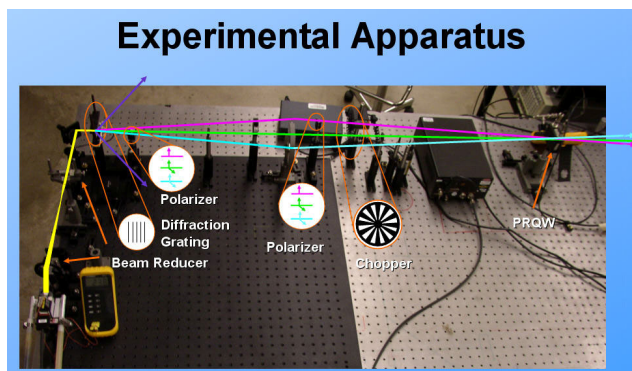 Experimental Apparatus
Polarizer
Diffraction
Grating
Beam Reducer
Polarizer
Chopper
PRQW